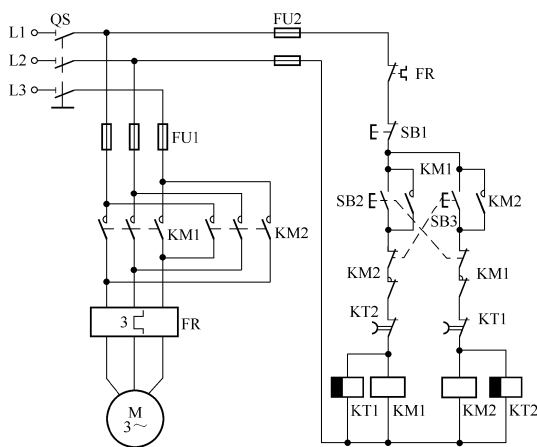 L1 QS FU2
L2
L3
FR
FU1
SB1
KM1
SB2 SB3 KM2
KM1 KM2
KM2 KM1
KT2 KT1
3 FR
KT1 KM1 KM2 KT2
M
3~